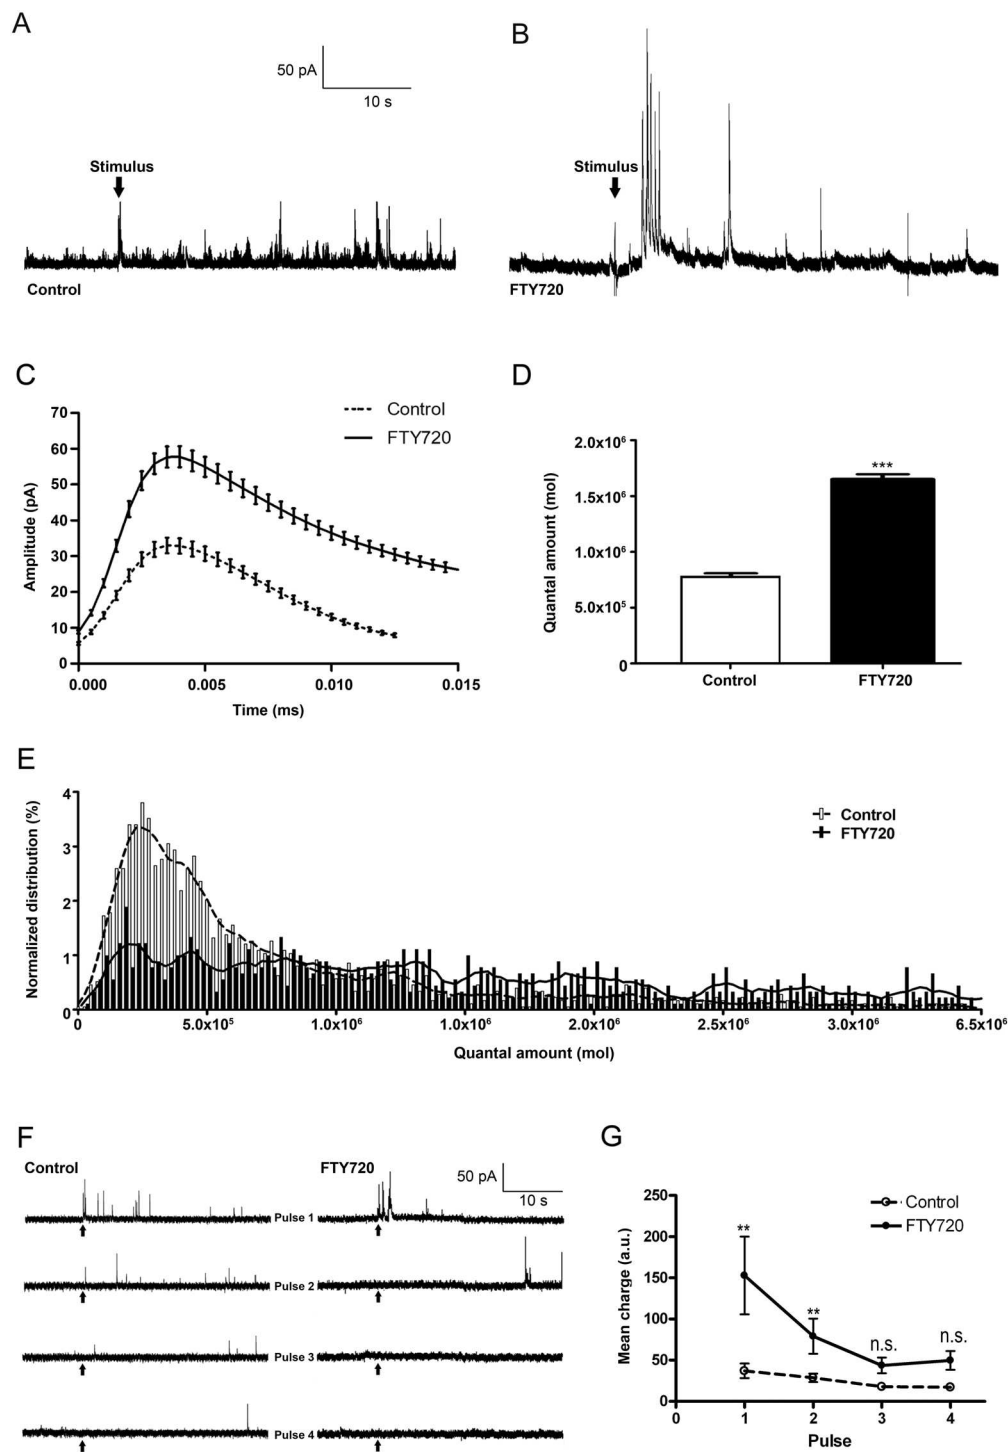 A
B
50 pA
10 s
Stimulus
Stimulus
Control
FTY720
C
D
Control
FTY720
Amplitude (pA)
70
60
50
40
30
20
10
0
0.000
0.005
0.010
0.015
Time (ms)
Quantal amount (mol)
2.0x10⁶
1.5x10⁶
1.0x10⁶
5.0x10⁵
0
***
Control
FTY720
E
Normalized distribution (%)
4
3
2
1
0
Control
FTY720
0
5.0x10⁵
1.0x10⁶
1.0x10⁶
2.0x10⁶
2.5x10⁶
3.0x10⁶
6.5x10⁶
Quantal amount (mol)
F
Control
FTY720
50 pA
10 s
Pulse 1
Pulse 2
Pulse 3
Pulse 4
G
Control
FTY720
Mean charge (a.u.)
250
200
150
100
50
0
**
**
n.s.
n.s.
0
1
2
3
4
Pulse